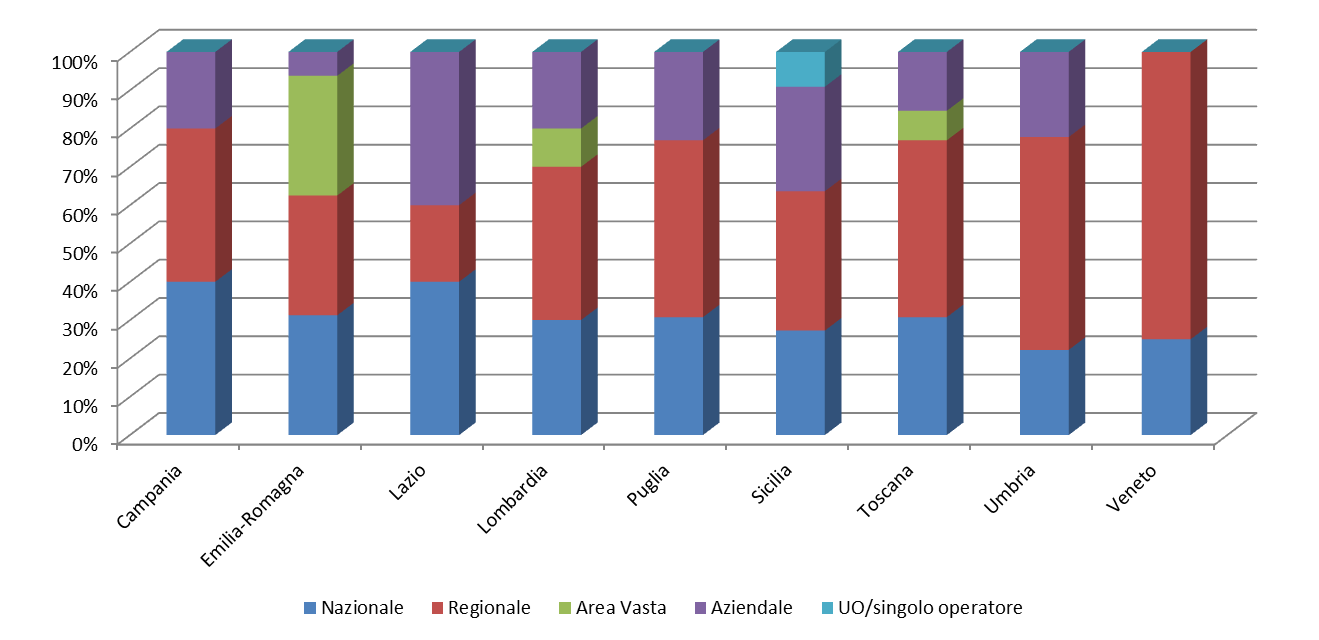 100%
90%
80%
70%
60%
50%
40%
30%
20%
10%
0%
Campania
Emilia-Romagna
Lazio
Lombardia
Puglia
Sicilia
Toscana
Umbria
Veneto
Nazionale Regionale Area Vasta Aziendale UO/singolo operatore